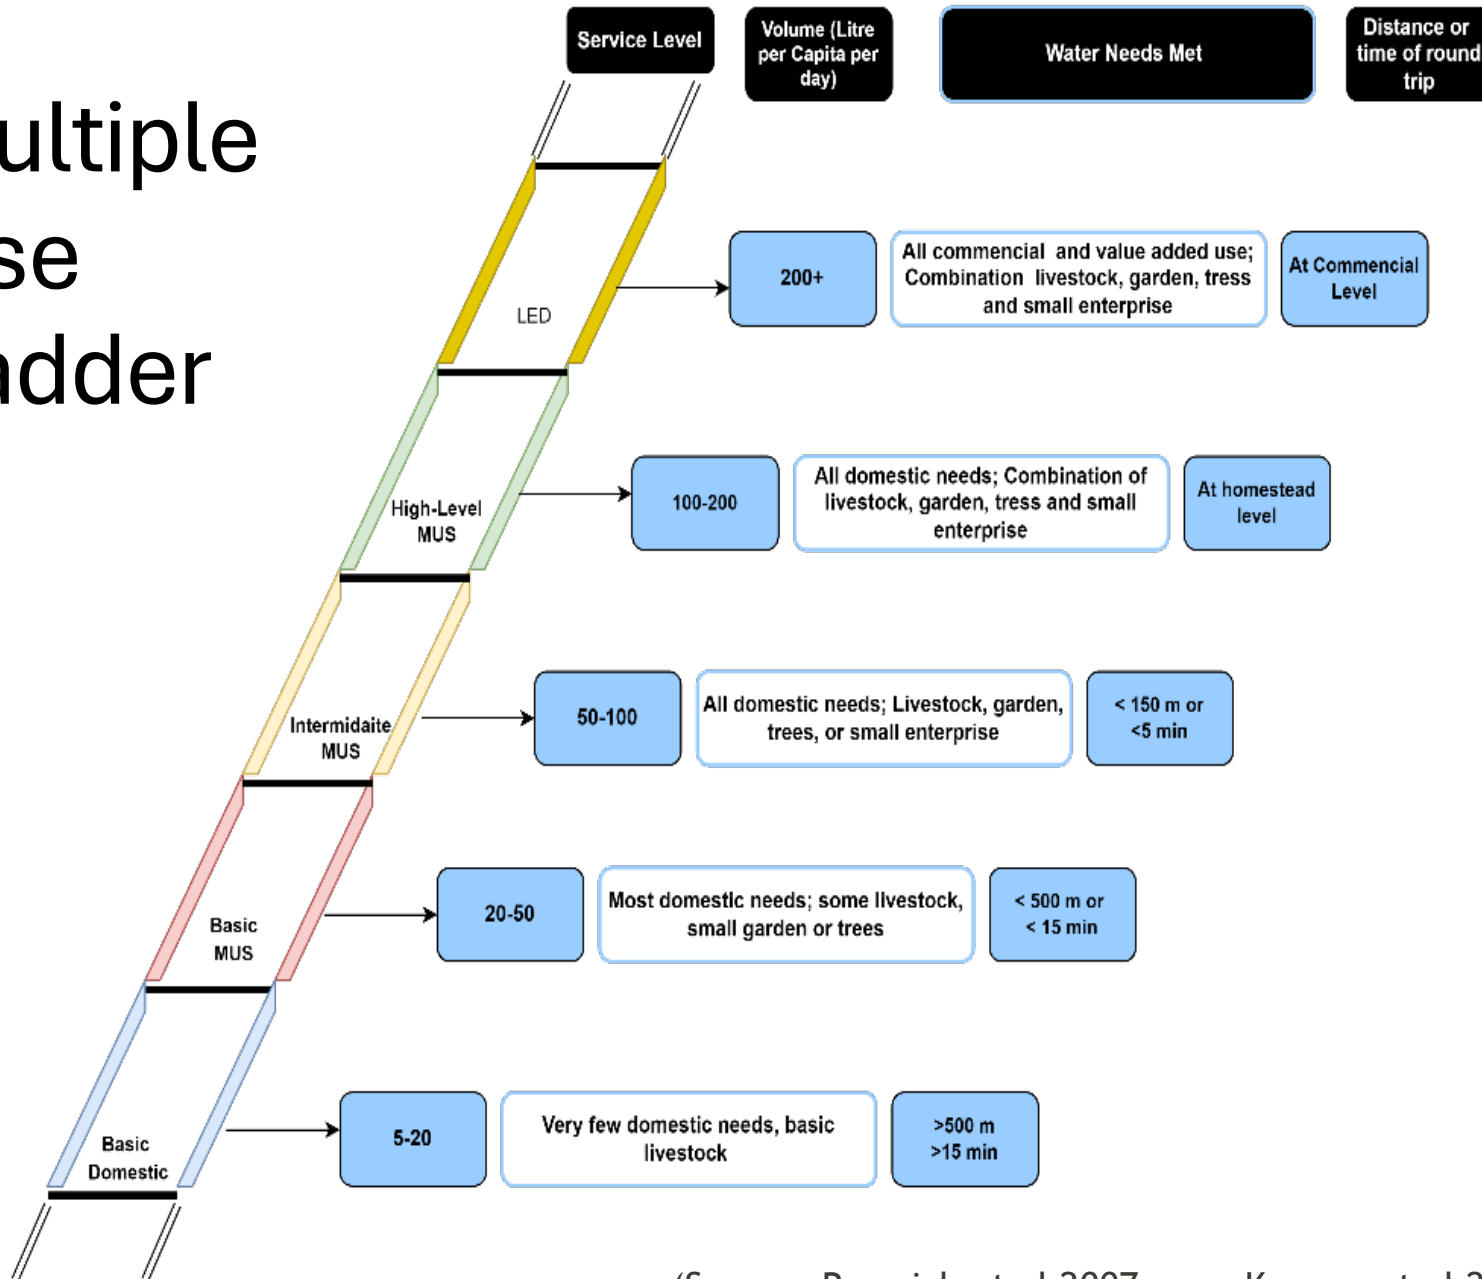 ultiple
se
adder
Service Level
Volume (Litre
per Capita per
day)
Water Needs Met
Distance or
time of round
trip
LED
200+
All commencial and value added use;
Combination livestock, garden, tress
and small enterprise
At Commencial
Level
High-Level
MUS
100-200
All domestic needs; Combination of
livestock, garden, tress and small
enterprise
At homestead
level
Intermidaite
MUS
50-100
All domestic needs; Livestock, garden,
trees, or small enterprise
< 150 m or
<5 min
Basic
MUS
20-50
Most domestic needs; some livestock,
small garden or trees
< 500 m or
< 15 min
Basic
Domestic
5-20
Very few domestic needs, basic
livestock
>500 m
>15 min